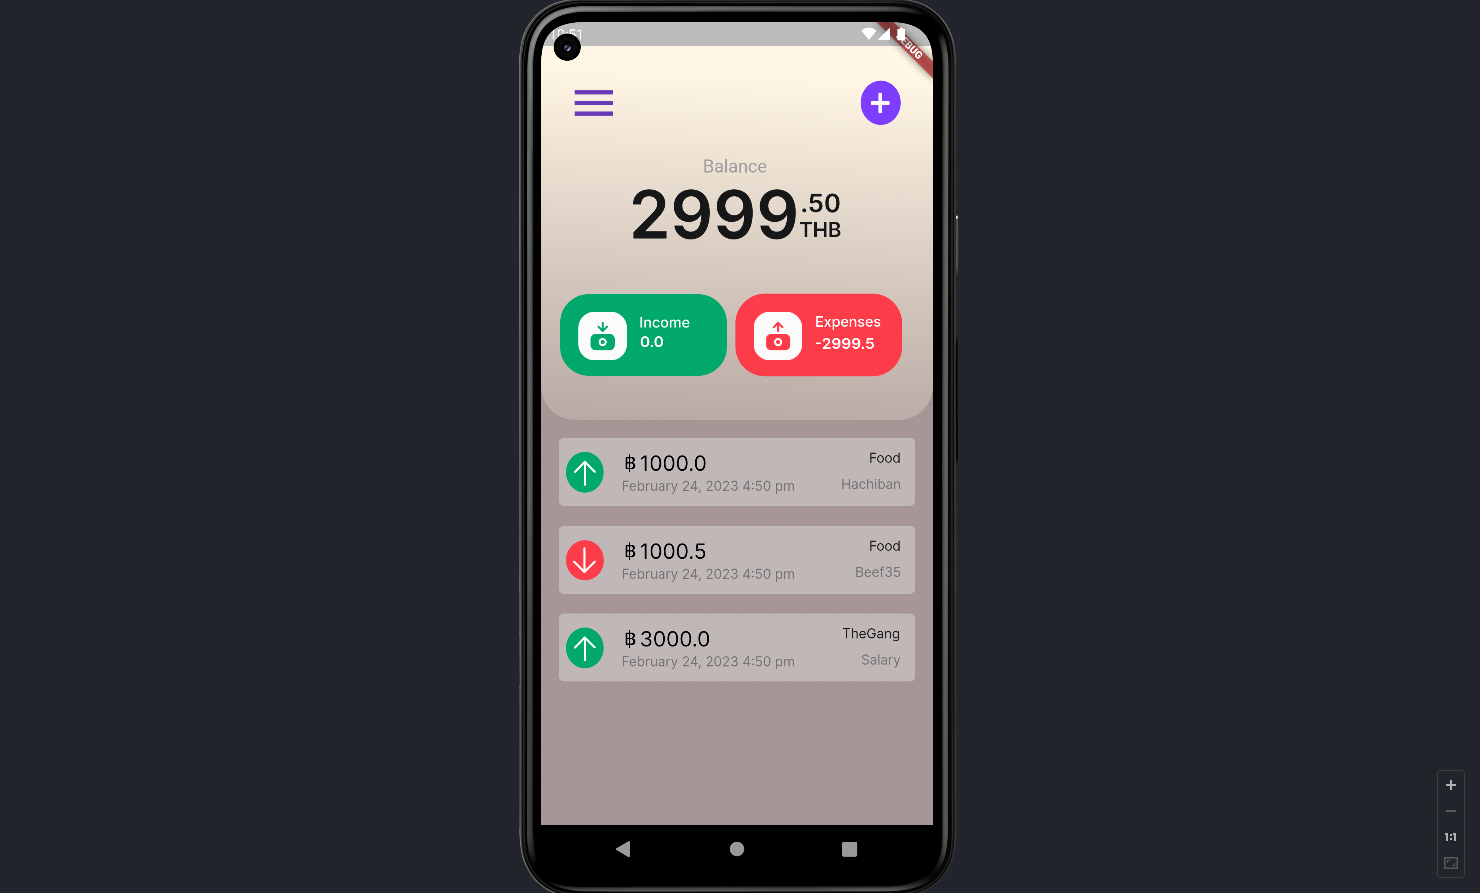 DEBUG
Balance
2999.50
THB
Income
0.0
Expenses
-2999.5
฿1000.0
Food
February 24, 2023 4:50 pm
Hachiban
฿1000.5
Food
February 24, 2023 4:50 pm
Beef35
฿3000.0
TheGang
February 24, 2023 4:50 pm
Salary
1:1